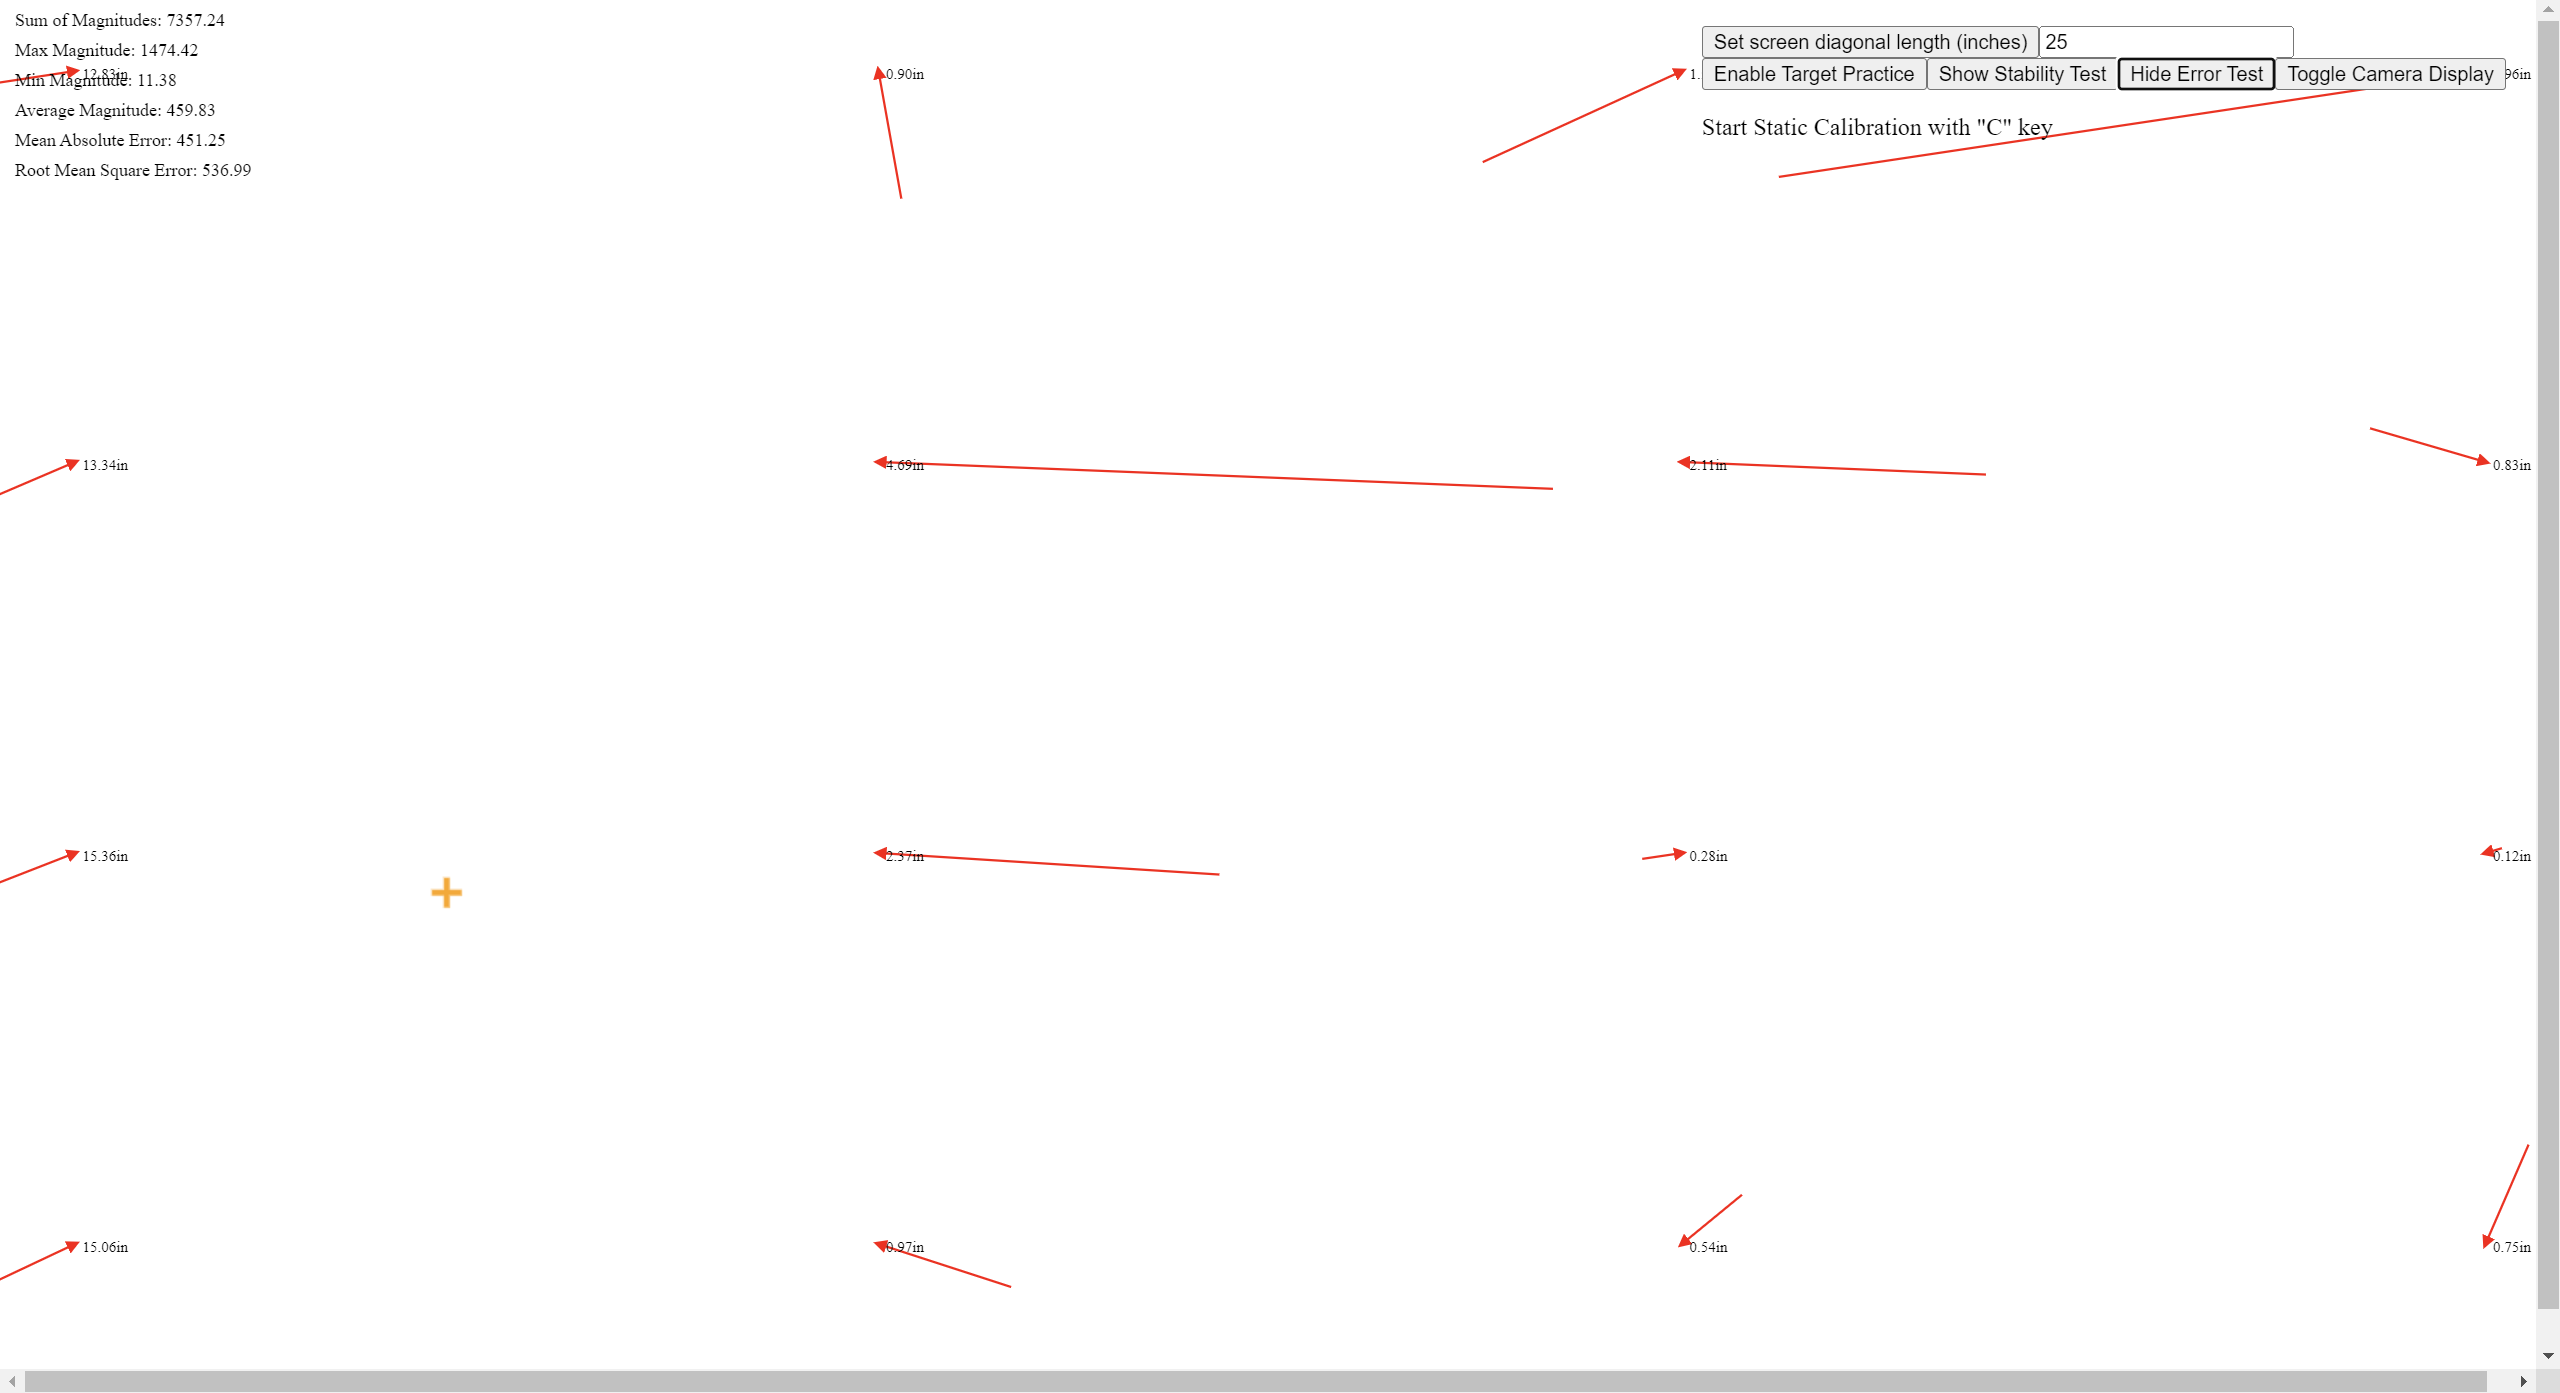 Sum of Magnitudes: 7357.24
Max Magnitude: 1474.42
Min Magnitude: 11.38
Average Magnitude: 459.83
Mean Absolute Error: 451.25
Root Mean Square Error: 536.99
Set screen diagonal length (inches) 25
Enable Target Practice Show Stability Test Hide Error Test Toggle Camera Display
Start Static Calibration with "C" key
12.83in 0.90in 1. 96in
13.34in 4.69in 2.11in 0.83in
15.36in 2.37in 0.28in 0.12in
15.06in 0.97in 0.54in 0.75in